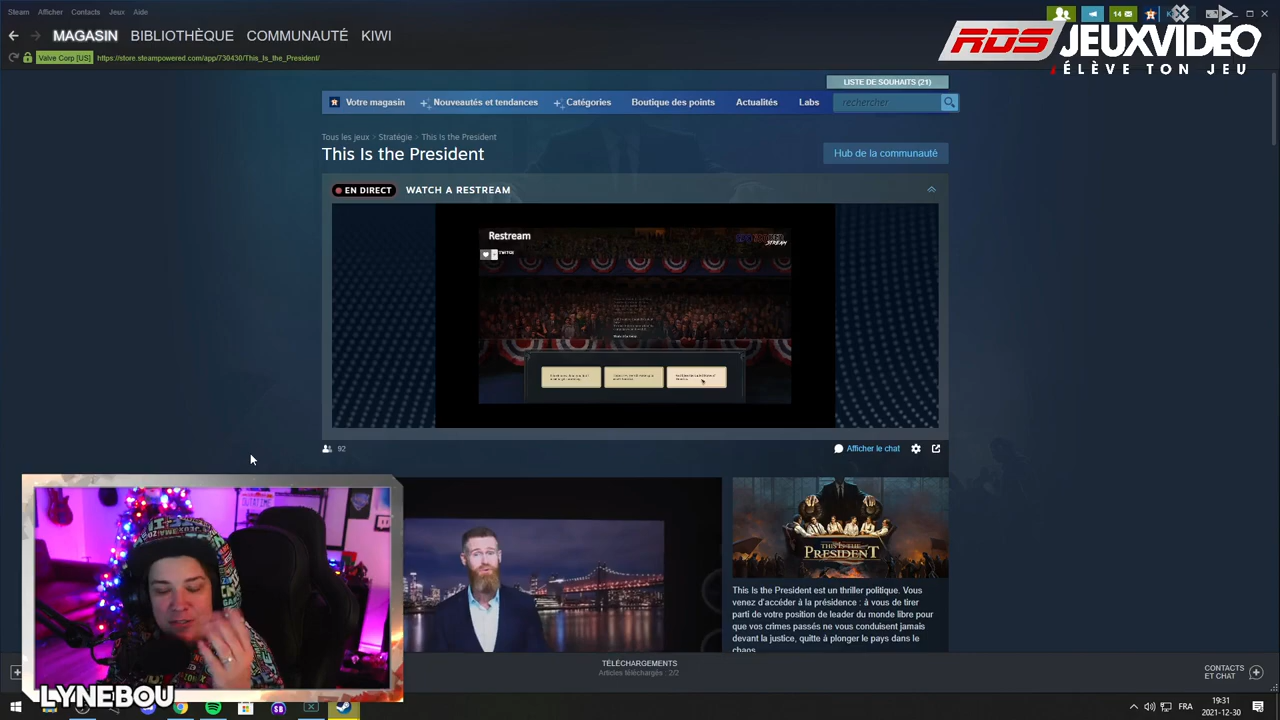 Steam Afficher Contacts Jeux Aide
14
MAGASIN BIBLIOTHÈQUE COMMUNAUTÉ KIWI
RDS JEUXVIDEO
ÉLÈVE TON JEU
Valve Corp [US] https://store.steampowered.com/app/730430/This_Is_the_President/
LISTE DE SOUHAITS (21)
Votre magasin Nouveautés et tendances Catégories Boutique des points Actualités Labs rechercher
Tous les jeux > Stratégie > This Is the President
This Is the President
Hub de la communauté
EN DIRECT WATCH A RESTREAM
Restream
STREAM
92
Afficher le chat
THIS IS THE
PRESIDENT
This Is the President est un thriller politique. Vous
venez d'accéder à la présidence : à vous de tirer
parti de votre position de leader du monde libre pour
que vos crimes passés ne vous conduisent jamais
devant la justice, quitte à plonger le pays dans le
chaos
TÉLÉCHARGEMENTS
Articles téléchargés : 2/2
CONTACTS
ET CHAT
LYNEBOU
FRA
19:31
2021-12-30